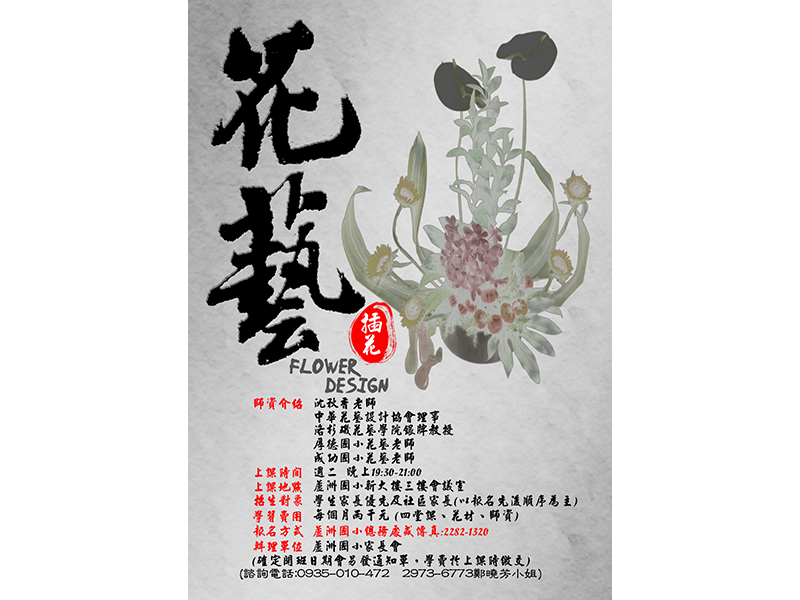 花藝
插花
FLOWER
DESIGN
師資介紹 沈秋香老師
中華花藝設計協會理事
洛杉磯花藝學院銀牌教授
厚德國小花藝老師
成功國小花藝老師
上課時間 週二 晚上19:30-21:00
上課地點 蘆洲國小新大樓三樓會議室
招生對象 學生家長優先及社區家長(以報名先後順序為主)
學習費用 每個月兩千元 (四堂課、花材、師資)
報名方式 蘆洲國小總務處或傳真:2282-1320
辦理單位 蘆洲國小家長會
(確定開班日期會另發通知單,學費於上課時繳交)
(諮詢電話:0935-010-472 2973-6773鄭曉芳小姐)